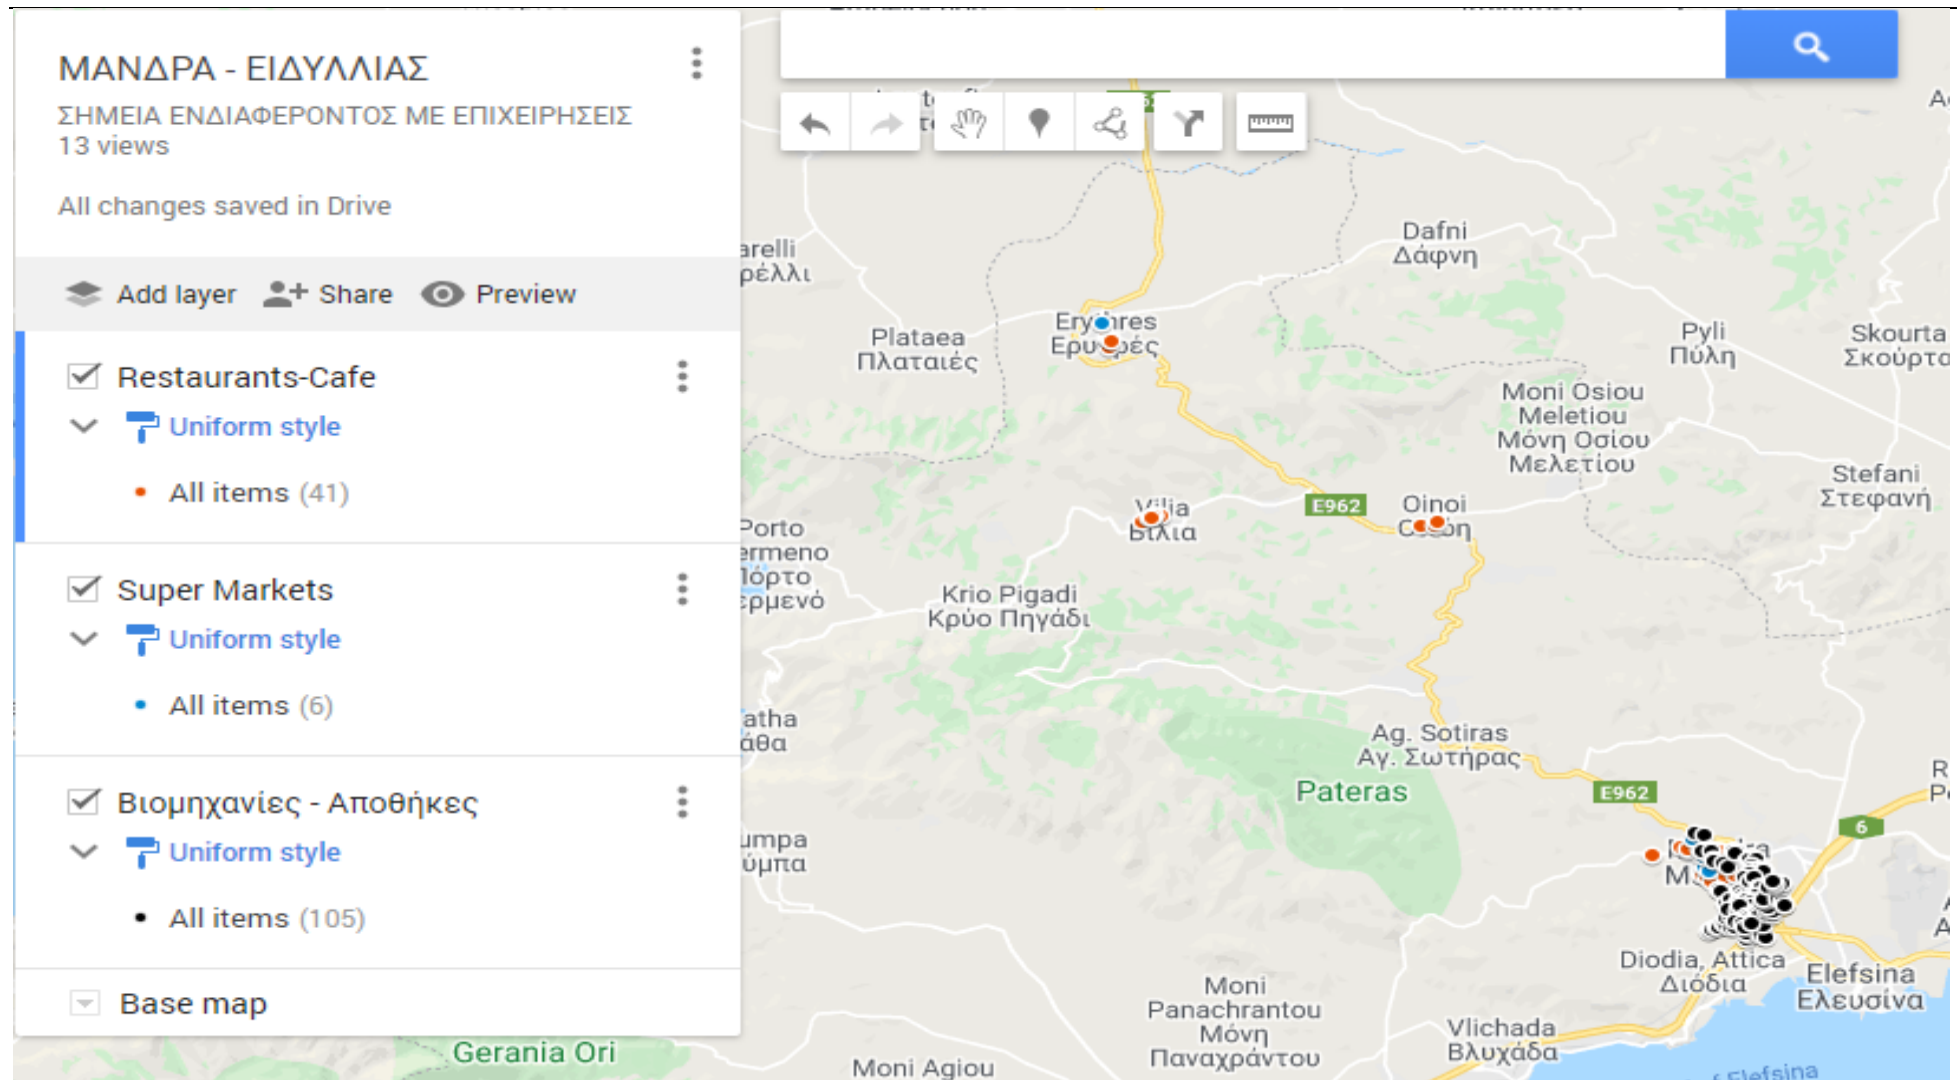 ΜΑΝΔΡΑ - ΕΙΔΥΛΛΙΑΣ
ΣΗΜΕΙΑ ΕΝΔΙΑΦΕΡΟΝΤΟΣ ΜΕ ΕΠΙΧΕΙΡΗΣΕΙΣ
13 views
All changes saved in Drive
Add layer Share Preview
Restaurants-Cafe
Uniform style
All items (41)
Super Markets
Uniform style
All items (6)
Βιομηχανίες - Αποθήκες
Uniform style
All items (105)
Base map
Dafni
Δάφνη
Plataea
Πλαταιές
Pyli
Πύλη
Skourta
Moni Osiou
Meletiou
Μόνη Οσίου
Μελετίου
Stefani
Στεφανή
E962
Oinoi
Porto
Krio Pigadi
Κρύο Πηγάδι
Ag. Sotiras
Αγ. Σωτήρας
Pateras
E962
6
Diodia, Attica
Διόδια
Elefsina
Ελευσίνα
Moni
Panachrantou
Μόνη
Παναχράντου
Vlichada
Βλυχάδα
Gerania Ori
Moni Agiou
Elefsina